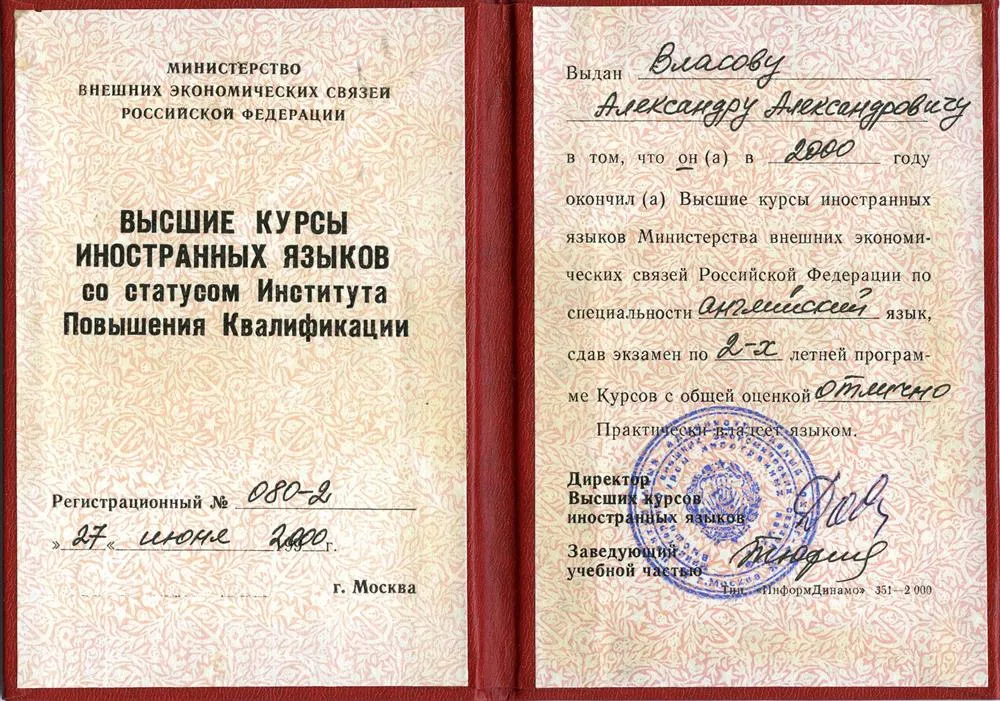 МИНИСТЕРСТВО
ВНЕШНИХ ЭКОНОМИЧЕСКИХ СВЯЗЕЙ
РОССИЙСКОЙ ФЕДЕРАЦИИ
ВЫСШИЕ КУРСЫ
ИНОСТРАННЫХ ЯЗЫКОВ
со статусом Института
Повышения Квалификации
Регистрационный № 080-2
» 27 « июня 2000 г.
г. Москва
Выдан Власову
Александру Александровичу
в том, что он (а) в 2000 году
окончил (а) Высшие курсы иностранных
языков Министерства внешних экономи-
ческих связей Российской Федерации по
специальности английский язык,
сдав экзамен по 2-х летней програм-
ме Курсов с общей оценкой отлично
Практически владеет языком.
Директор
Высших курсов
иностранных языков
Заведующий
учебной частью
г. Москва
Тип. «ИнформДинамо» 351—2 000